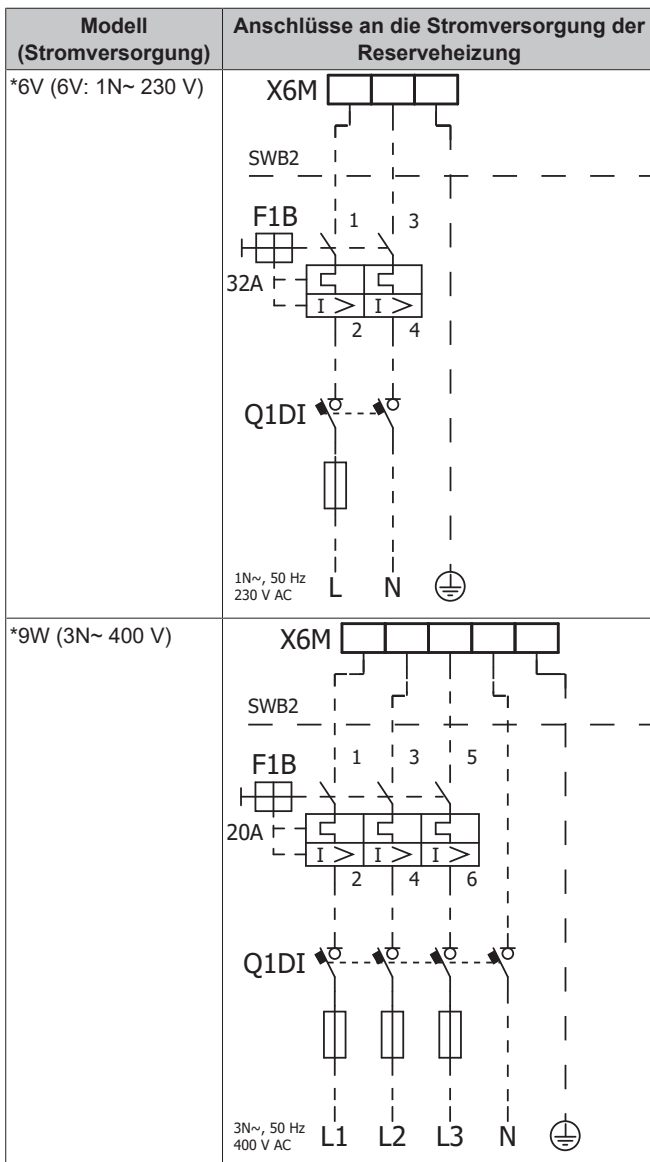 Modell
(Stromversorgung)
Anschlüsse an die Stromversorgung der
Reserveheizung
*6V (6V: 1N~ 230 V)
X6M
SWB2
F1B
1
3
32A
I >
I >
2
4
Q1DI
1N~, 50 Hz
230 V AC
L
N
*9W (3N~ 400 V)
X6M
SWB2
F1B
1
3
5
20A
I >
I >
I >
2
4
6
Q1DI
3N~, 50 Hz
400 V AC
L1
L2
L3
N